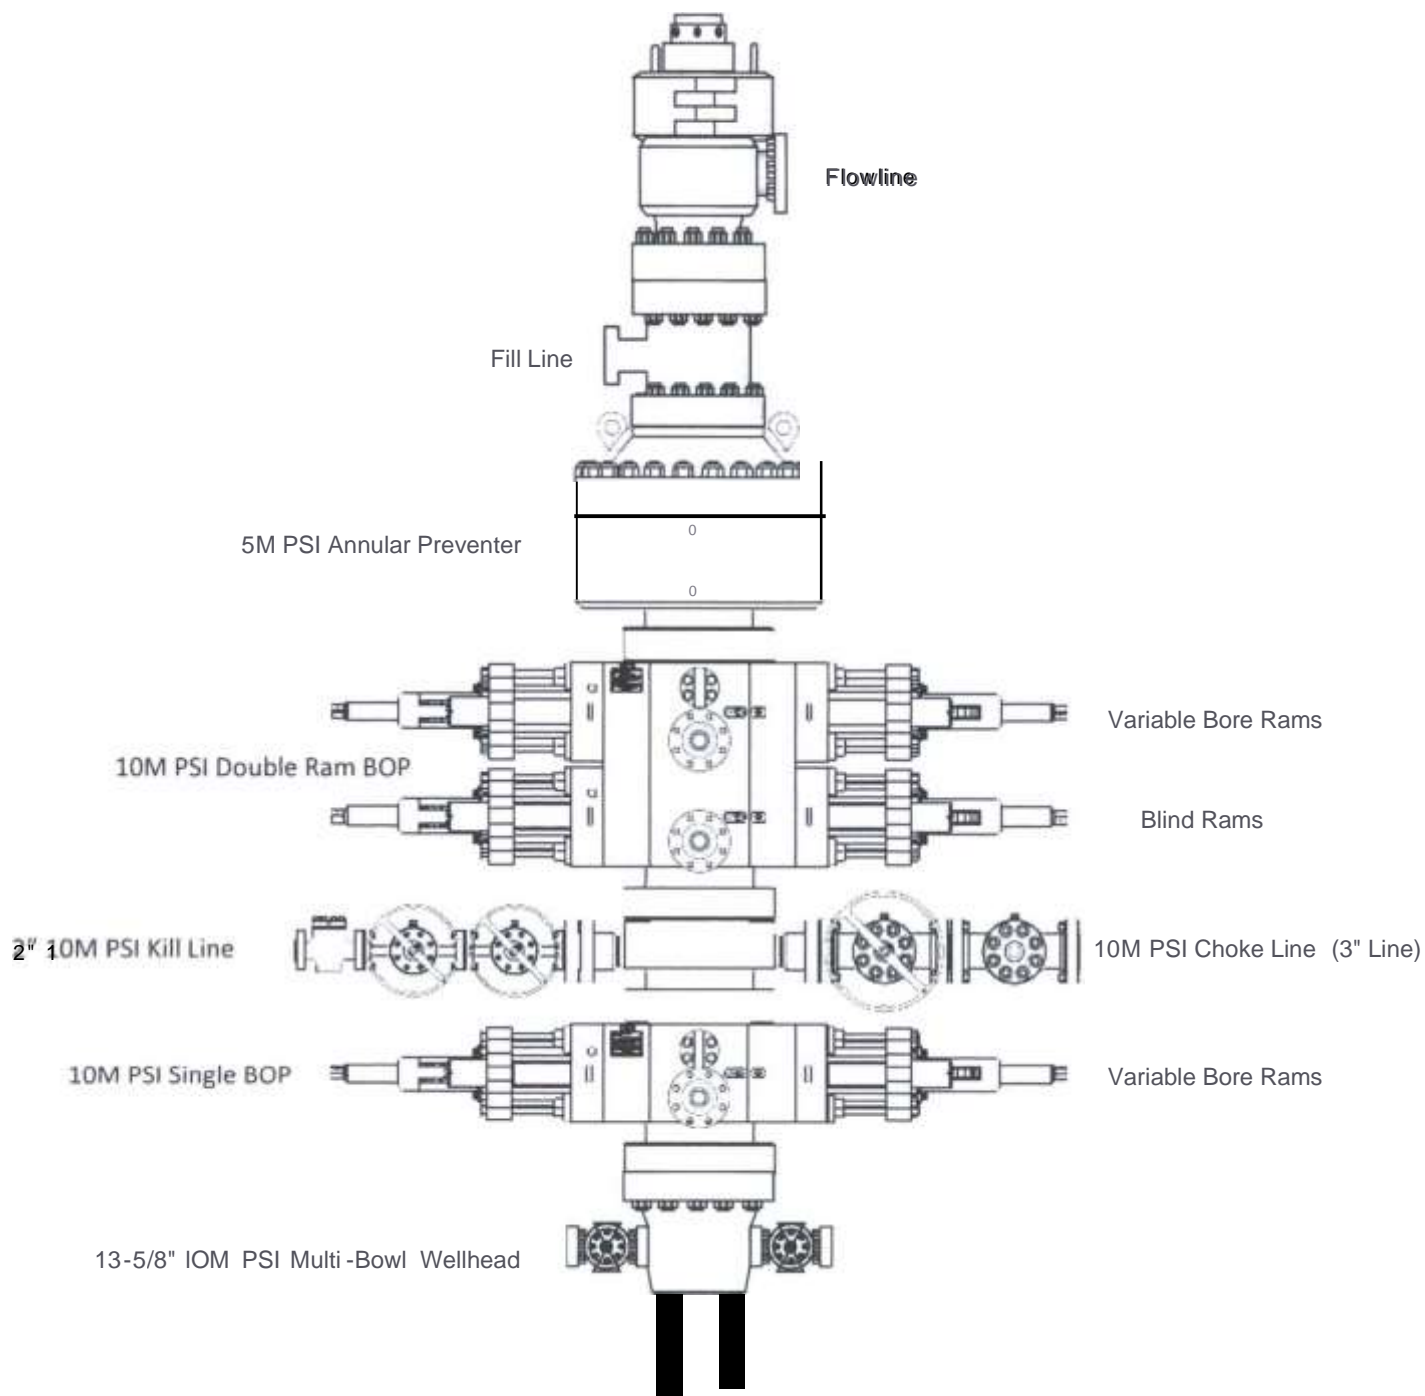 Flowline
Fill Line
5M PSI Annular Preventer
0
0
Variable Bore Rams
10M PSI Double Ram BOP
Blind Rams
2" 10M PSI Kill Line
10M PSI Choke Line (3" Line)
10M PSI Single BOP
Variable Bore Rams
13-5/8" IOM PSI Multi-Bowl Wellhead